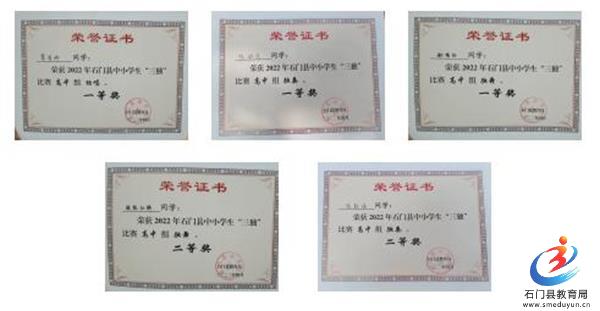 荣誉证书
同学：
荣获2022年石门县中小学生“三独”
比赛 高中 组 独唱 。
一等奖
荣誉证书
同学：
荣获2022年石门县中小学生“三独”
比赛 高中 组 独奏 。
一等奖
荣誉证书
同学：
荣获2022年石门县中小学生“三独”
比赛 高中 组 独舞 。
一等奖
荣誉证书
同学：
荣获2022年石门县中小学生“三独”
比赛 高中 组 独舞 。
二等奖
荣誉证书
同学：
荣获2022年石门县中小学生“三独”
比赛 高中 组 独奏 。
二等奖
石门县教育局
www.smeduyun.cn